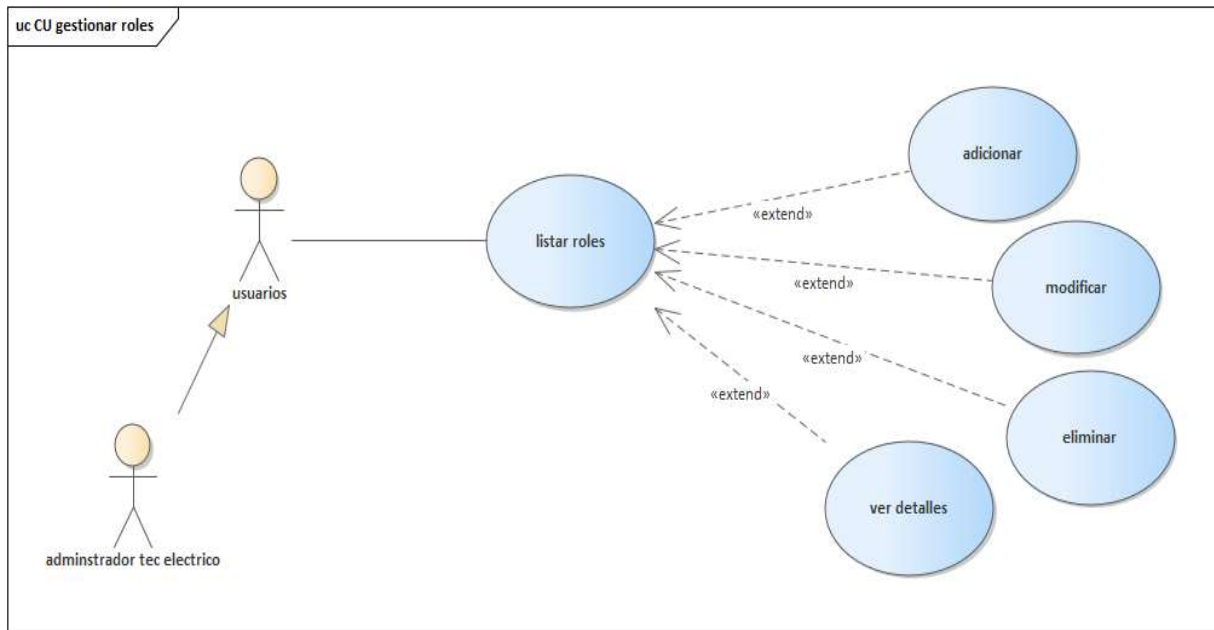 uc CU gestionar roles
adicionar
«extend»
listar roles
modificar
«extend»
usuarios
«extend»
«extend»
eliminar
ver detalles
adminstrador tec electrico